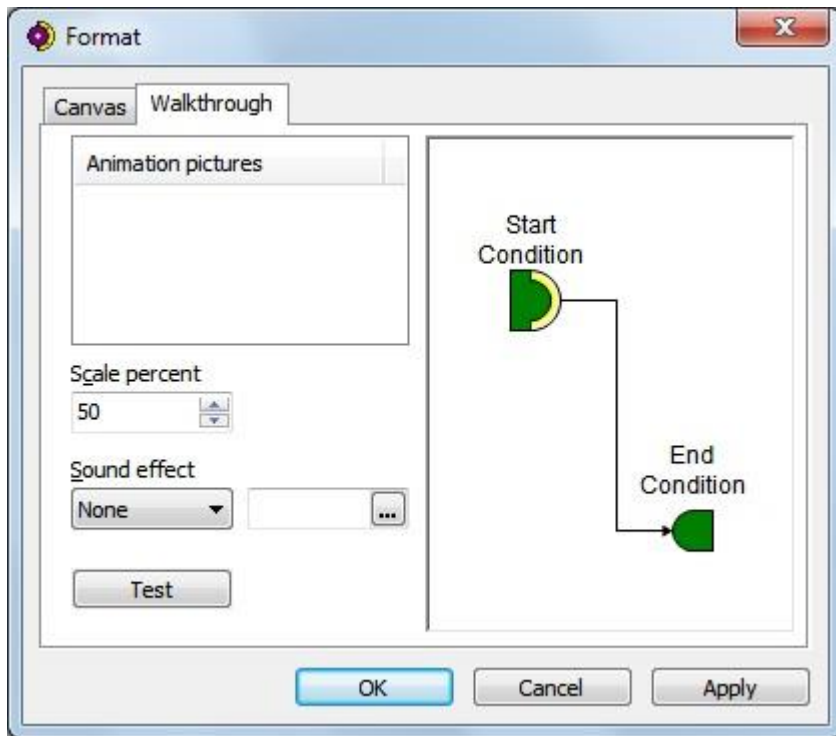 Format
Canvas
Walkthrough
Animation pictures
Scale percent
50
Sound effect
None
...
Test
Start
Condition
End
Condition
OK
Cancel
Apply